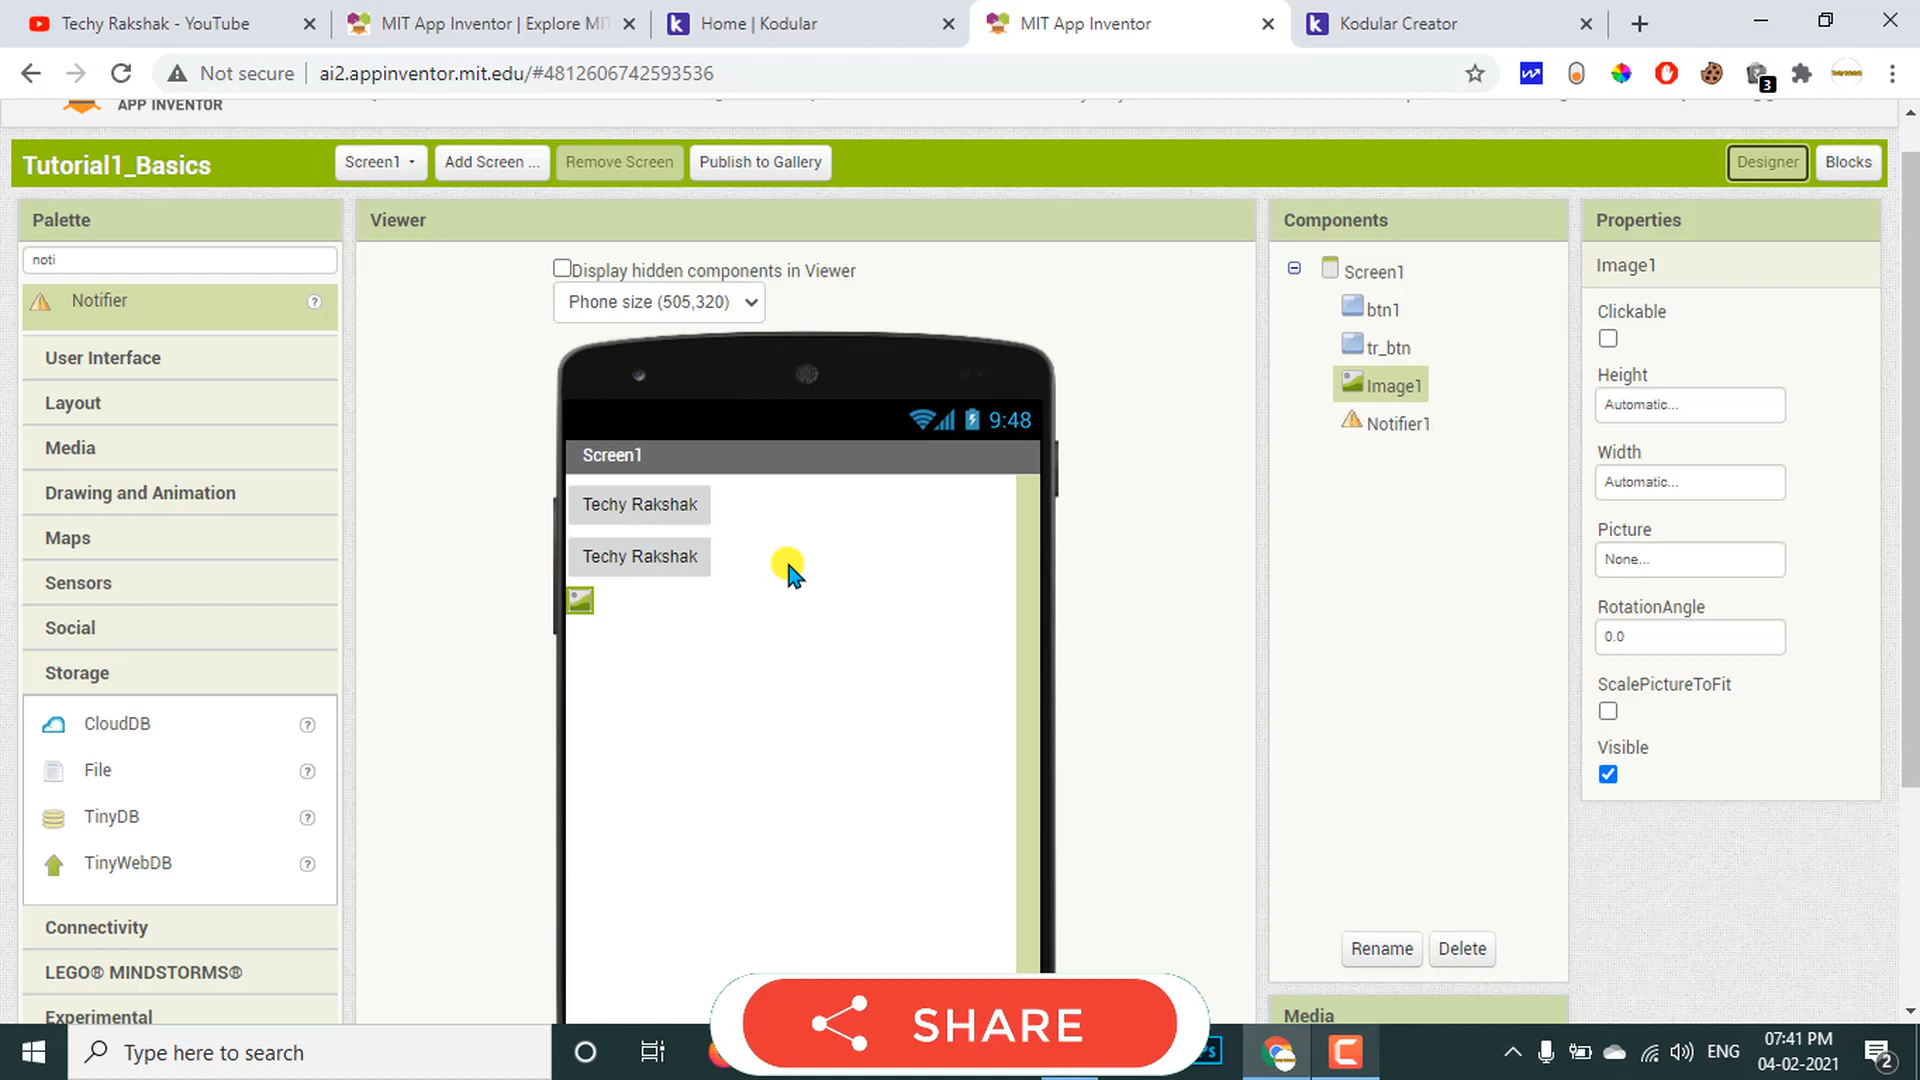 Techy Rakshak - YouTube
MIT App Inventor | Explore MIT
Home | Kodular
MIT App Inventor
Kodular Creator
Not secure
ai2.appinventor.mit.edu/#4812606742593536
3
APP INVENTOR
Tutorial1_Basics
Screen1
Add Screen ...
Remove Screen
Publish to Gallery
Designer
Blocks
Palette
Viewer
Components
Properties
noti
Notifier
User Interface
Layout
Media
Drawing and Animation
Maps
Sensors
Social
Storage
CloudDB
File
TinyDB
TinyWebDB
Connectivity
LEGO® MINDSTORMS®
Experimental
Display hidden components in Viewer
Phone size (505,320)
9:48
Screen1
Techy Rakshak
Techy Rakshak
Screen1
btn1
tr_btn
Image1
Notifier1
Rename
Delete
Media
Image1
Clickable
Height
Automatic...
Width
Automatic...
Picture
None...
RotationAngle
0.0
ScalePictureToFit
Visible
SHARE
Type here to search
ENG
07:41 PM
04-02-2021
2